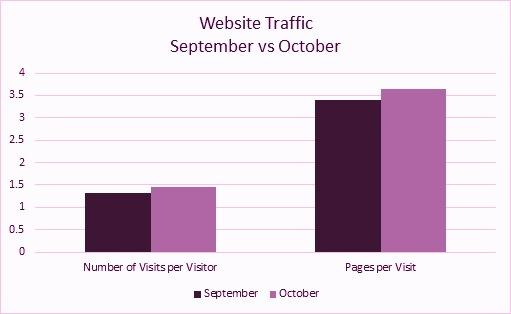 Website Traffic
September vs October
4
3.5
3
2.5
2
1.5
1
0.5
0
Number of Visits per Visitor
Pages per Visit
September
October